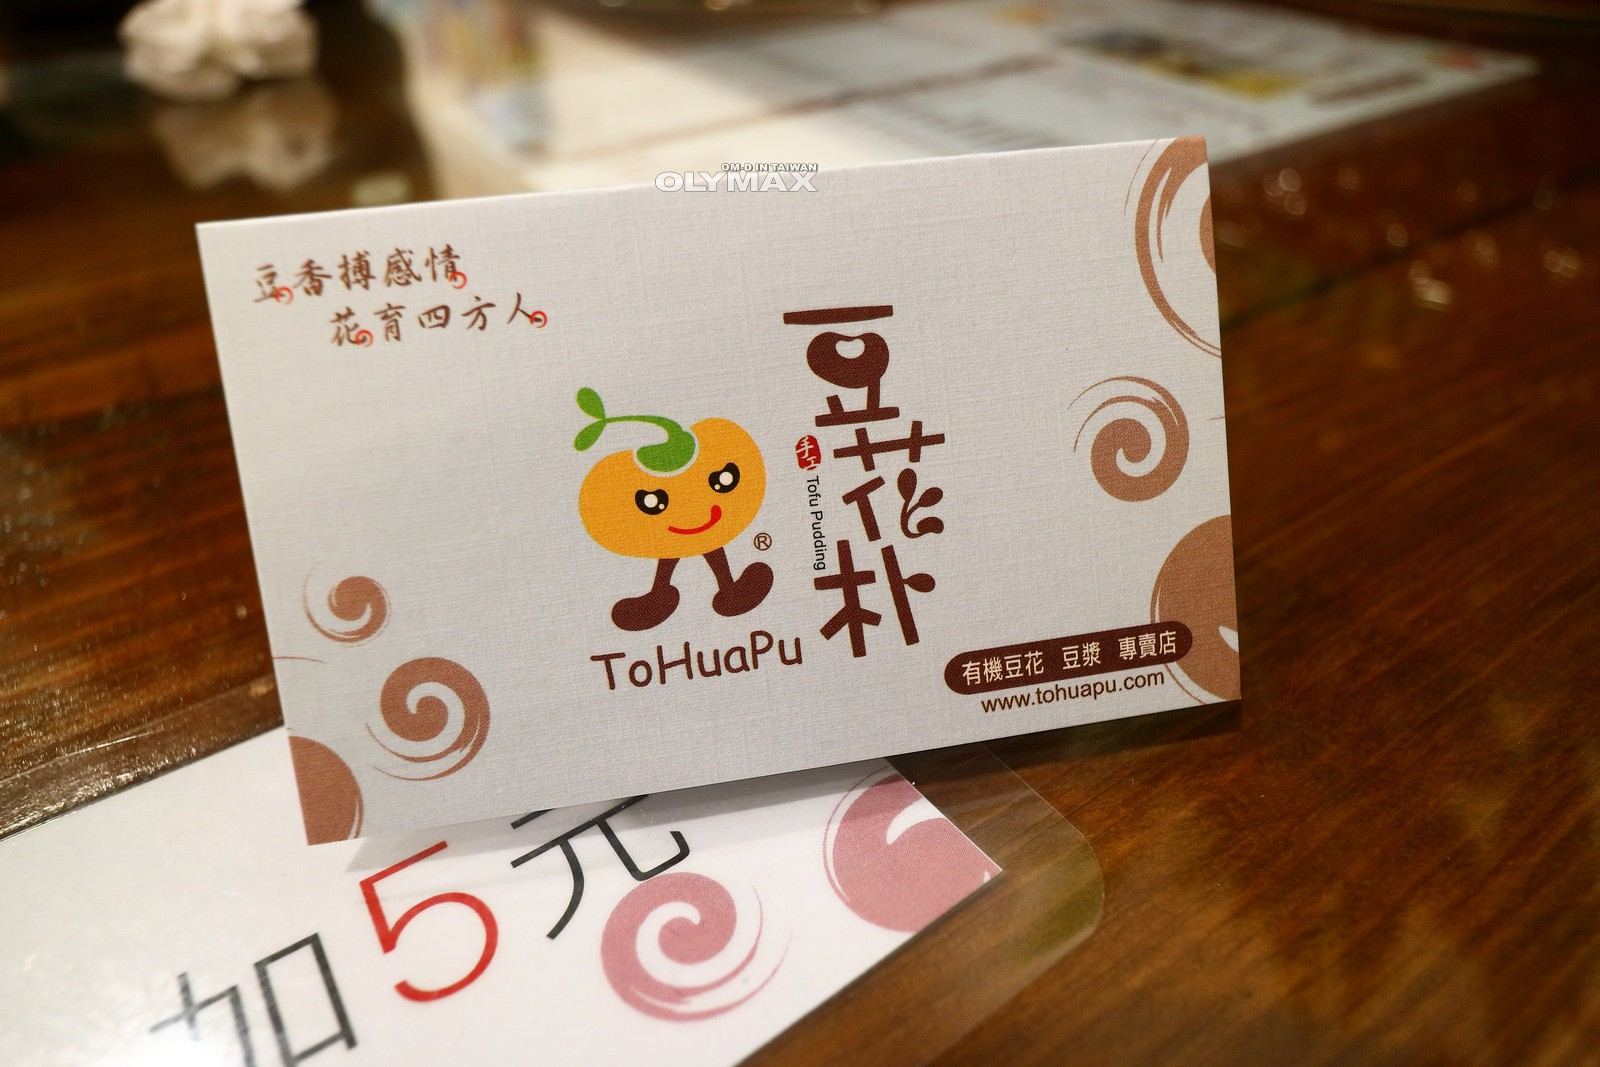 OM-D IN TAIWAN
OLYMAX
豆香搏感情
花育四方人
豆花朴
手工
Tofu Pudding
®
ToHuaPu
有機豆花 豆漿 專賣店
www.tohuapu.com
加5元